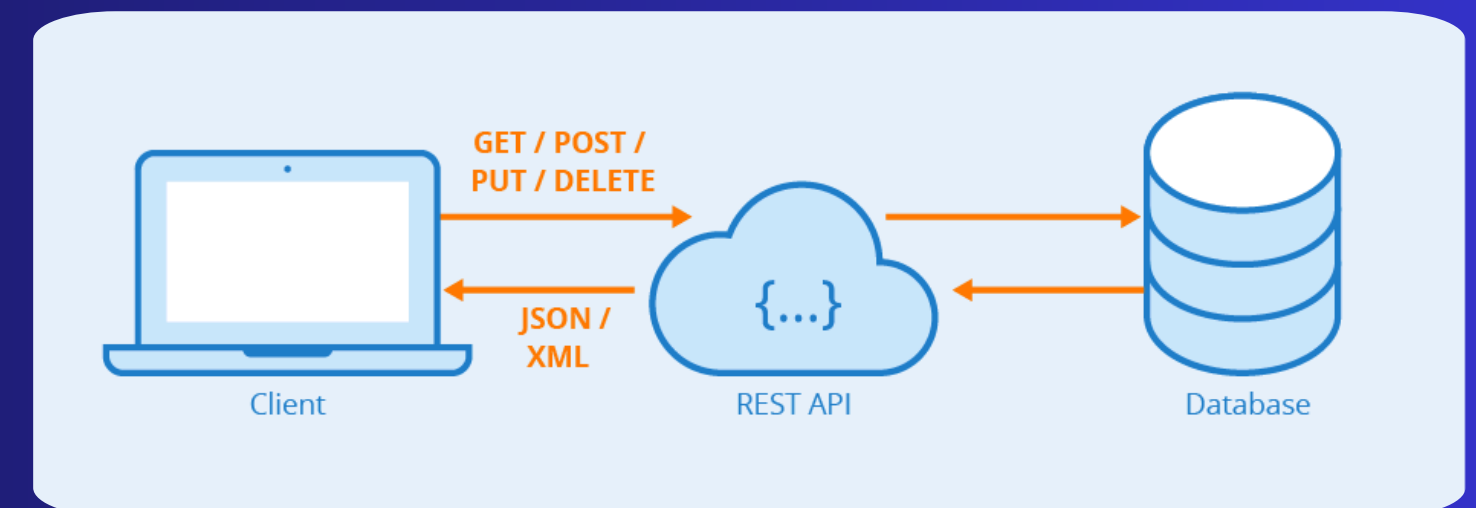 GET / POST /
PUT / DELETE
{...}
JSON /
XML
Client
REST API
Database